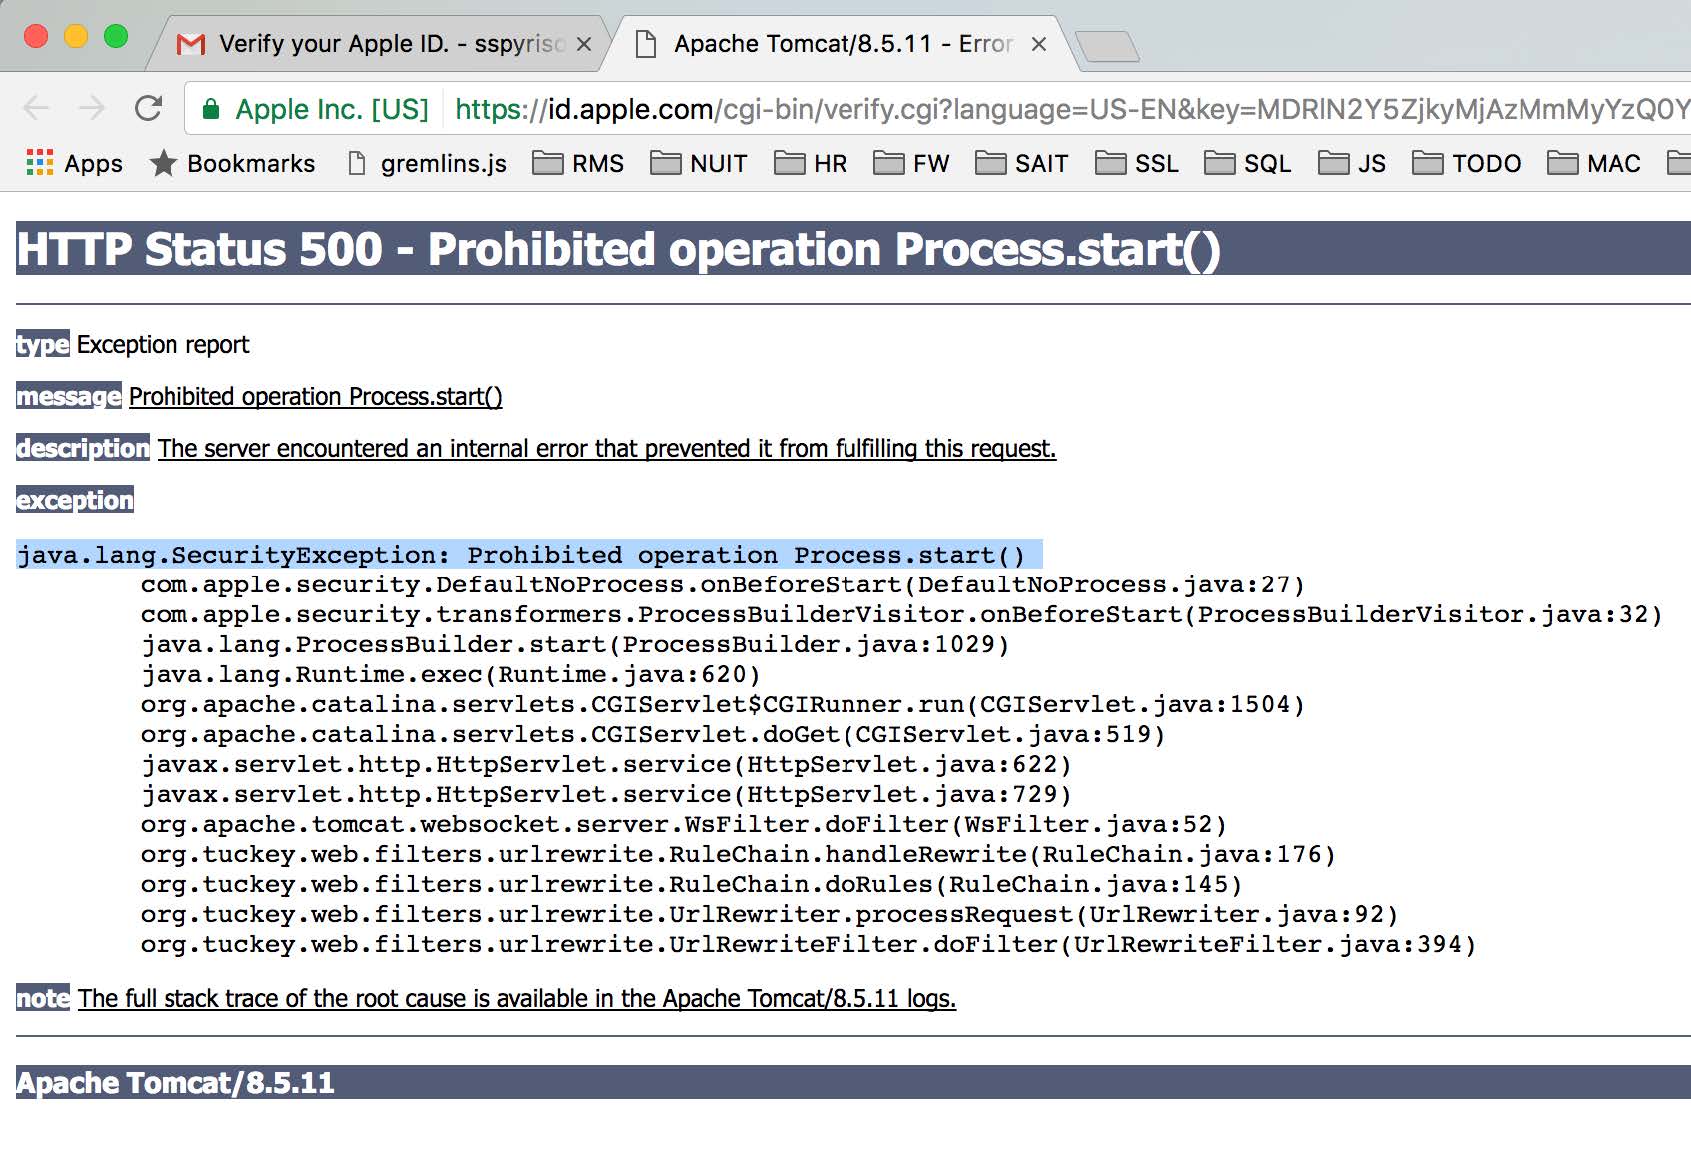 Verify your Apple ID. - sspyriso
Apache Tomcat/8.5.11 - Error
Apple Inc. [US] https://id.apple.com/cgi-bin/verify.cgi?language=US-EN&key=MDRlN2Y5ZjkyMjAzMmMyYzQ0Y
Apps Bookmarks gremlins.js RMS NUIT HR FW SAIT SSL SQL JS TODO MAC
HTTP Status 500 - Prohibited operation Process.start()
type Exception report
message Prohibited operation Process.start()
description The server encountered an internal error that prevented it from fulfilling this request.
exception
java.lang.SecurityException: Prohibited operation Process.start()
com.apple.security.DefaultNoProcess.onBeforeStart(DefaultNoProcess.java:27)
com.apple.security.transformers.ProcessBuilderVisitor.onBeforeStart(ProcessBuilderVisitor.java:32)
java.lang.ProcessBuilder.start(ProcessBuilder.java:1029)
java.lang.Runtime.exec(Runtime.java:620)
org.apache.catalina.servlets.CGIServlet$CGIRunner.run(CGIServlet.java:1504)
org.apache.catalina.servlets.CGIServlet.doGet(CGIServlet.java:519)
javax.servlet.http.HttpServlet.service(HttpServlet.java:622)
javax.servlet.http.HttpServlet.service(HttpServlet.java:729)
org.apache.tomcat.websocket.server.WsFilter.doFilter(WsFilter.java:52)
org.tuckey.web.filters.urlrewrite.RuleChain.handleRewrite(RuleChain.java:176)
org.tuckey.web.filters.urlrewrite.RuleChain.doRules(RuleChain.java:145)
org.tuckey.web.filters.urlrewrite.UrlRewriter.processRequest(UrlRewriter.java:92)
org.tuckey.web.filters.urlrewrite.UrlRewriteFilter.doFilter(UrlRewriteFilter.java:394)
note The full stack trace of the root cause is available in the Apache Tomcat/8.5.11 logs.
Apache Tomcat/8.5.11